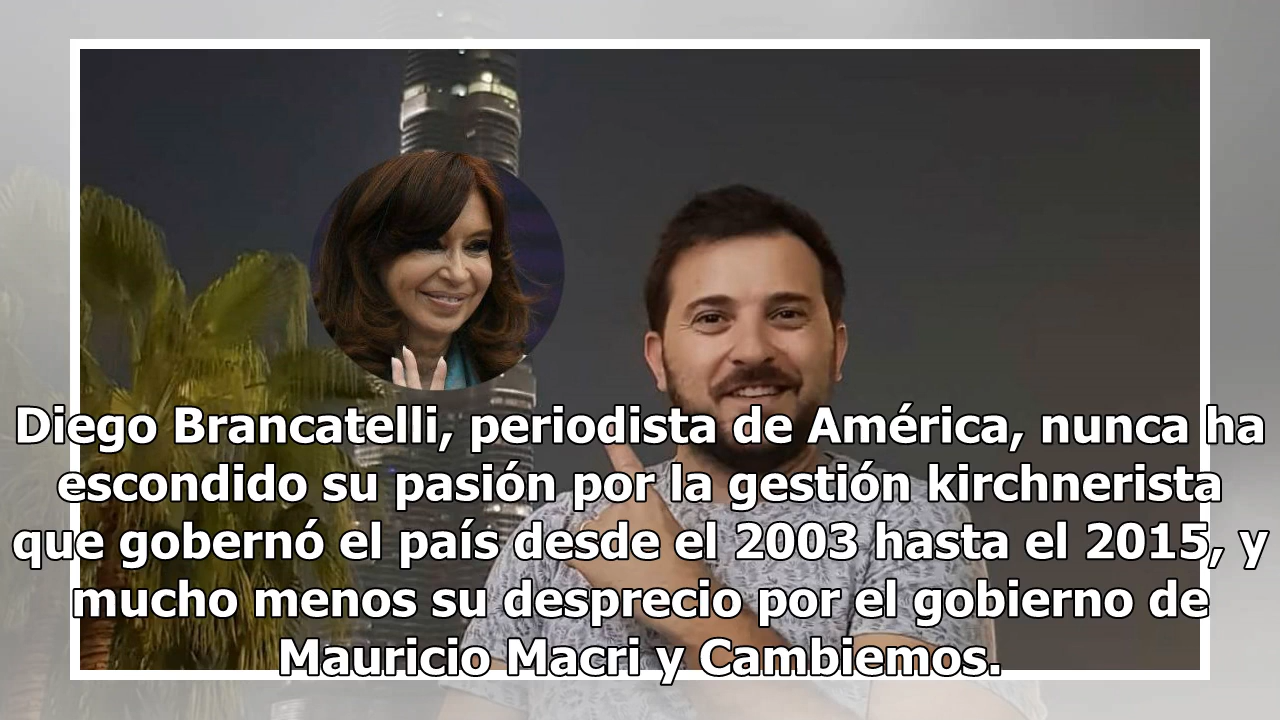 Diego Brancatelli, periodista de América, nunca ha
escondido su pasión por la gestión kirchnerista
que gobernó el país desde el 2003 hasta el 2015, y
mucho menos su desprecio por el gobierno de
Mauricio Macri y Cambiemos.